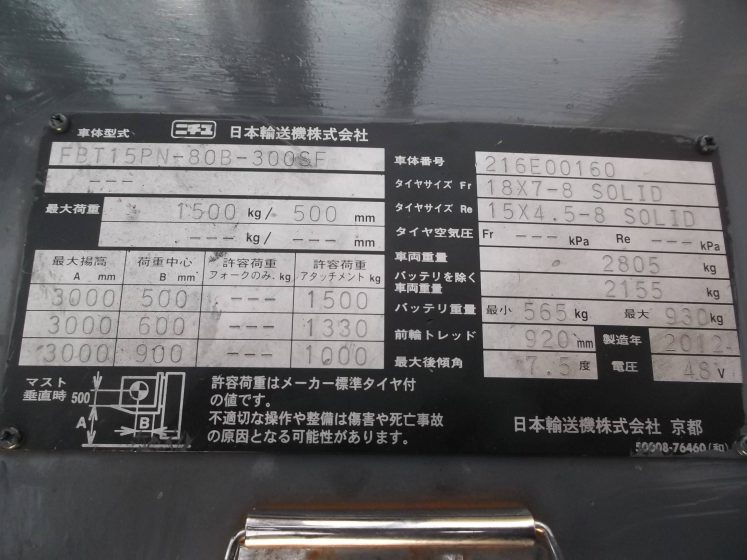 車体型式 ニチユ 日本輸送機株式会社
FBT15PN-80B-300SF
---
最大荷重 1500 kg/ 500 mm
--- kg/ --- mm
最大揚高 A mm 荷重中心 B mm 許容荷重 フォークのみ、kg 許容荷重 アタッチメント kg
3000 500 --- 1500
3000 600 --- 1330
3000 900 --- 1000
マスト垂直時 500 A B
許容荷重はメーカー標準タイヤ付
の値です。
不適切な操作や整備は傷害や死亡事故
の原因となる可能性があります。
車体番号 216E00160
タイヤサイズ Fr 18X7-8 SOLID
タイヤサイズ Re 15X4.5-8 SOLID
タイヤ空気圧 Fr --- kPa Re --- kPa
車両重量 2805 kg
バッテリを除く
車両重量 2155 kg
バッテリ重量 最小 565 kg 最大 930 kg
前輪トレッド 920 mm 製造年 2012
最大後傾角 7.5 度 電圧 48 V
日本輸送機株式会社 京都
50008-76460(和)